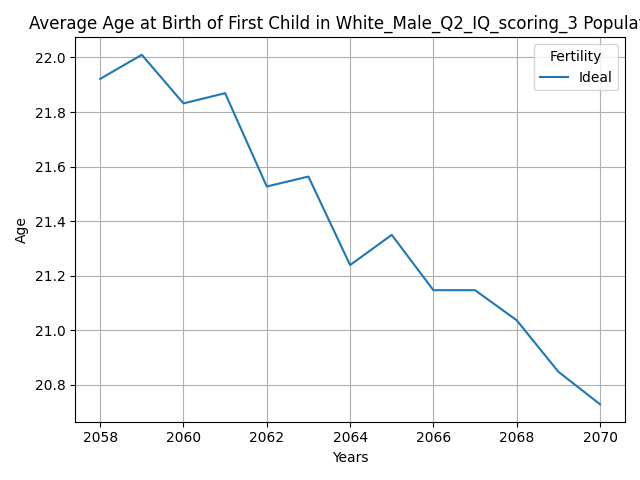 Average Age at Birth of First Child in White_Male_Q2_IQ_scoring_3 Popula
Fertility
Ideal
22.0
21.8
21.6
21.4
21.2
21.0
20.8
Age
2058 2060 2062 2064 2066 2068 2070
Years